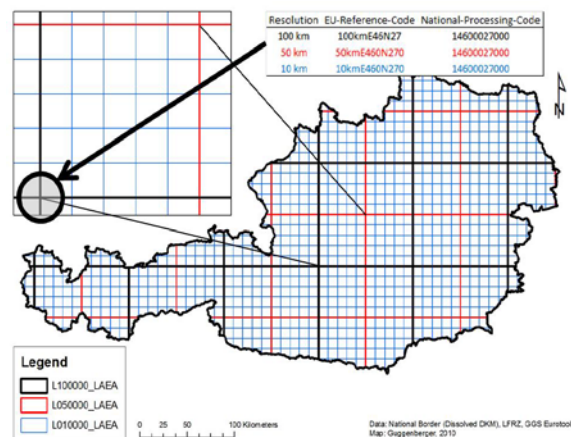 Resolution EU-Reference-Code National-Processing-Code
100 km 100kmE46N27 14600027000
50 km 50kmE460N270 14600027000
10 km 10kmE460N270 14600027000
N
Legend
L100000_LAEA
L050000_LAEA
L010000_LAEA
0 25 50 100 Kilometers
Data: National Border (Dissolved DKM), LFRZ, GGS Eurotool
Map: Guggenberger, 2010